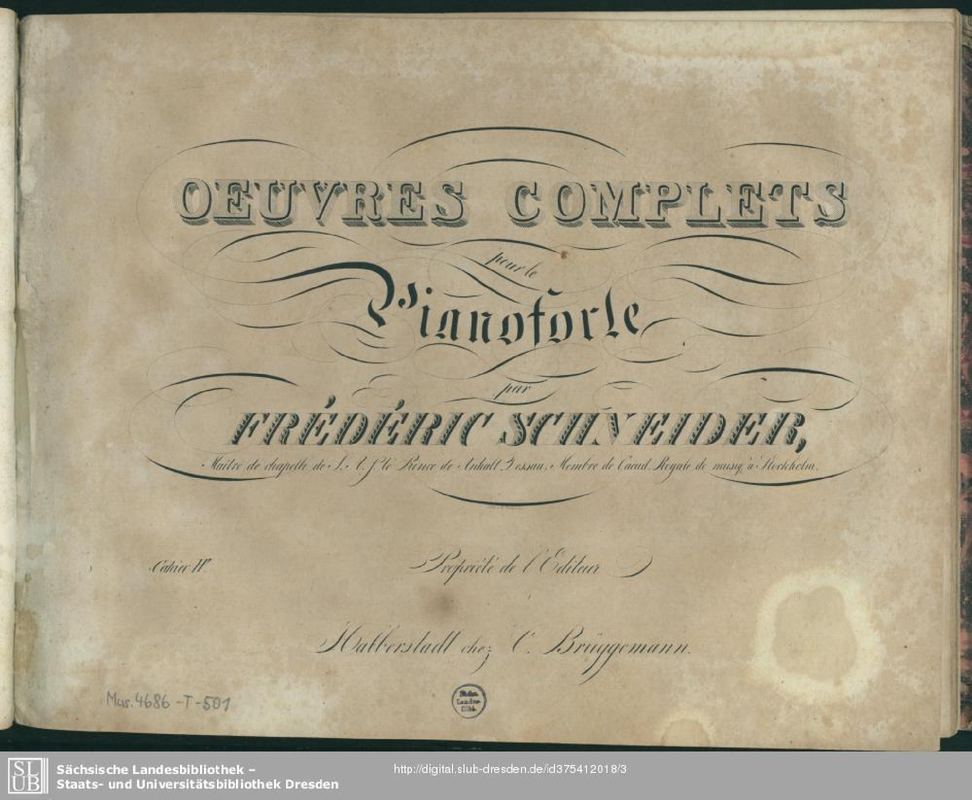 OEUVRES COMPLETS
pour le
Pianoforte
par
FRÉDÉRIC SCHNEIDER,
Maître de chapelle de S. A. S. le Prince de Anhalt Dessau, Membre de l'acad. Royale de musiq. à Stockholm.
Cahier
Propriété de l'Editeur
Halberstadt chez C. Brüggemann.
Mus. 4686-T-501
SLUB
Sächsische Landesbibliothek –
Staats- und Universitätsbibliothek Dresden
http://digital.slub-dresden.de/id375412018/3